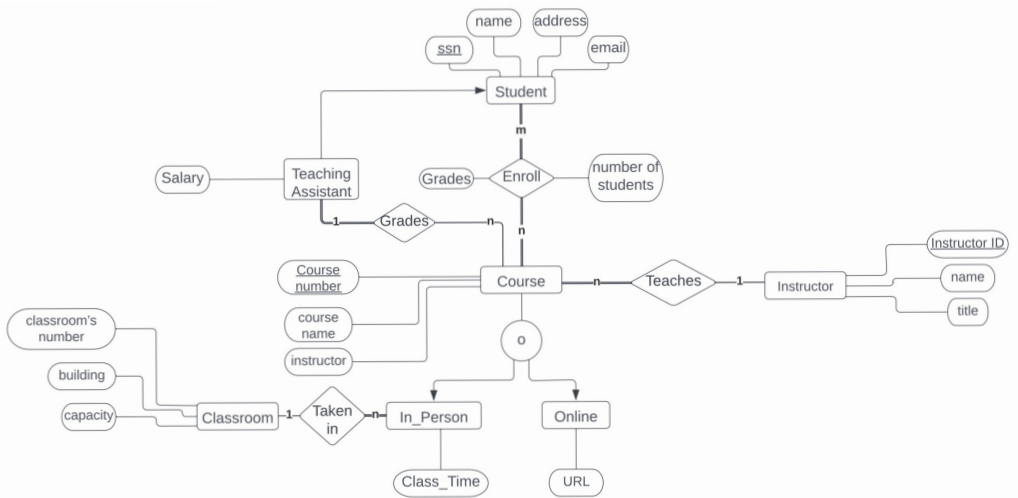 name
address
ssn
email
Student
m
Salary
Teaching
Assistant
Grades
Enroll
number of
students
1
Grades
n
n
Course
number
Course
n
Teaches
1
Instructor
Instructor ID
name
title
course
name
instructor
classroom's
number
building
capacity
o
Classroom
1
Taken
in
n
In_Person
Online
Class_Time
URL